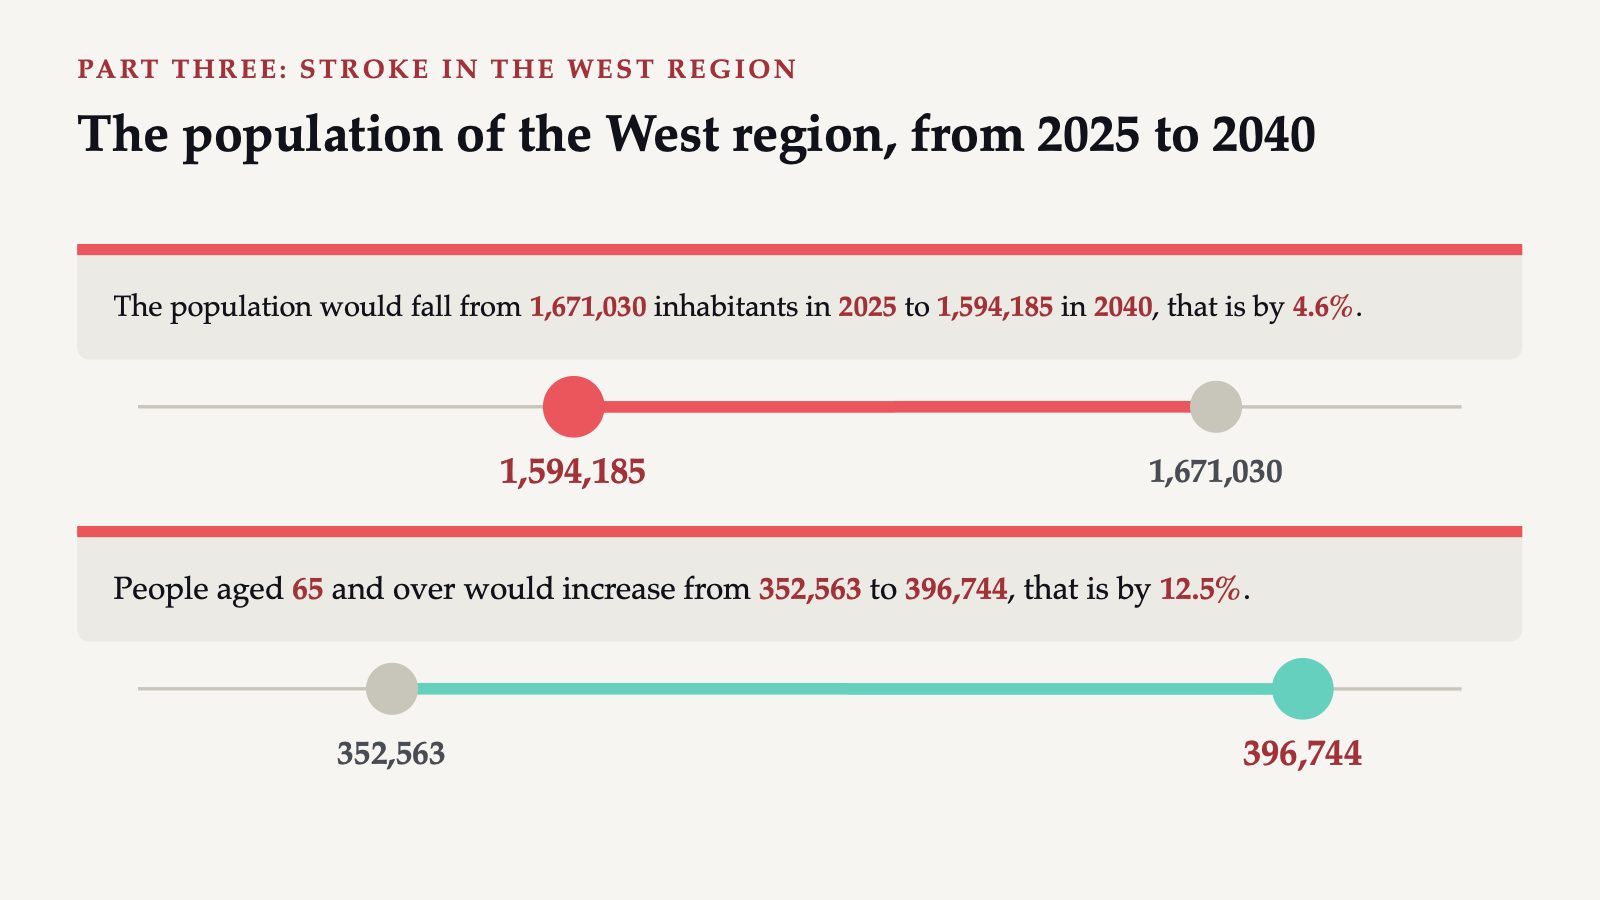 PART THREE: STROKE IN THE WEST REGION
The population of the West region, from 2025 to 2040
The population would fall from 1,671,030 inhabitants in 2025 to 1,594,185 in 2040, that is by 4.6%.
1,594,185
1,671,030
People aged 65 and over would increase from 352,563 to 396,744, that is by 12.5%.
352,563
396,744